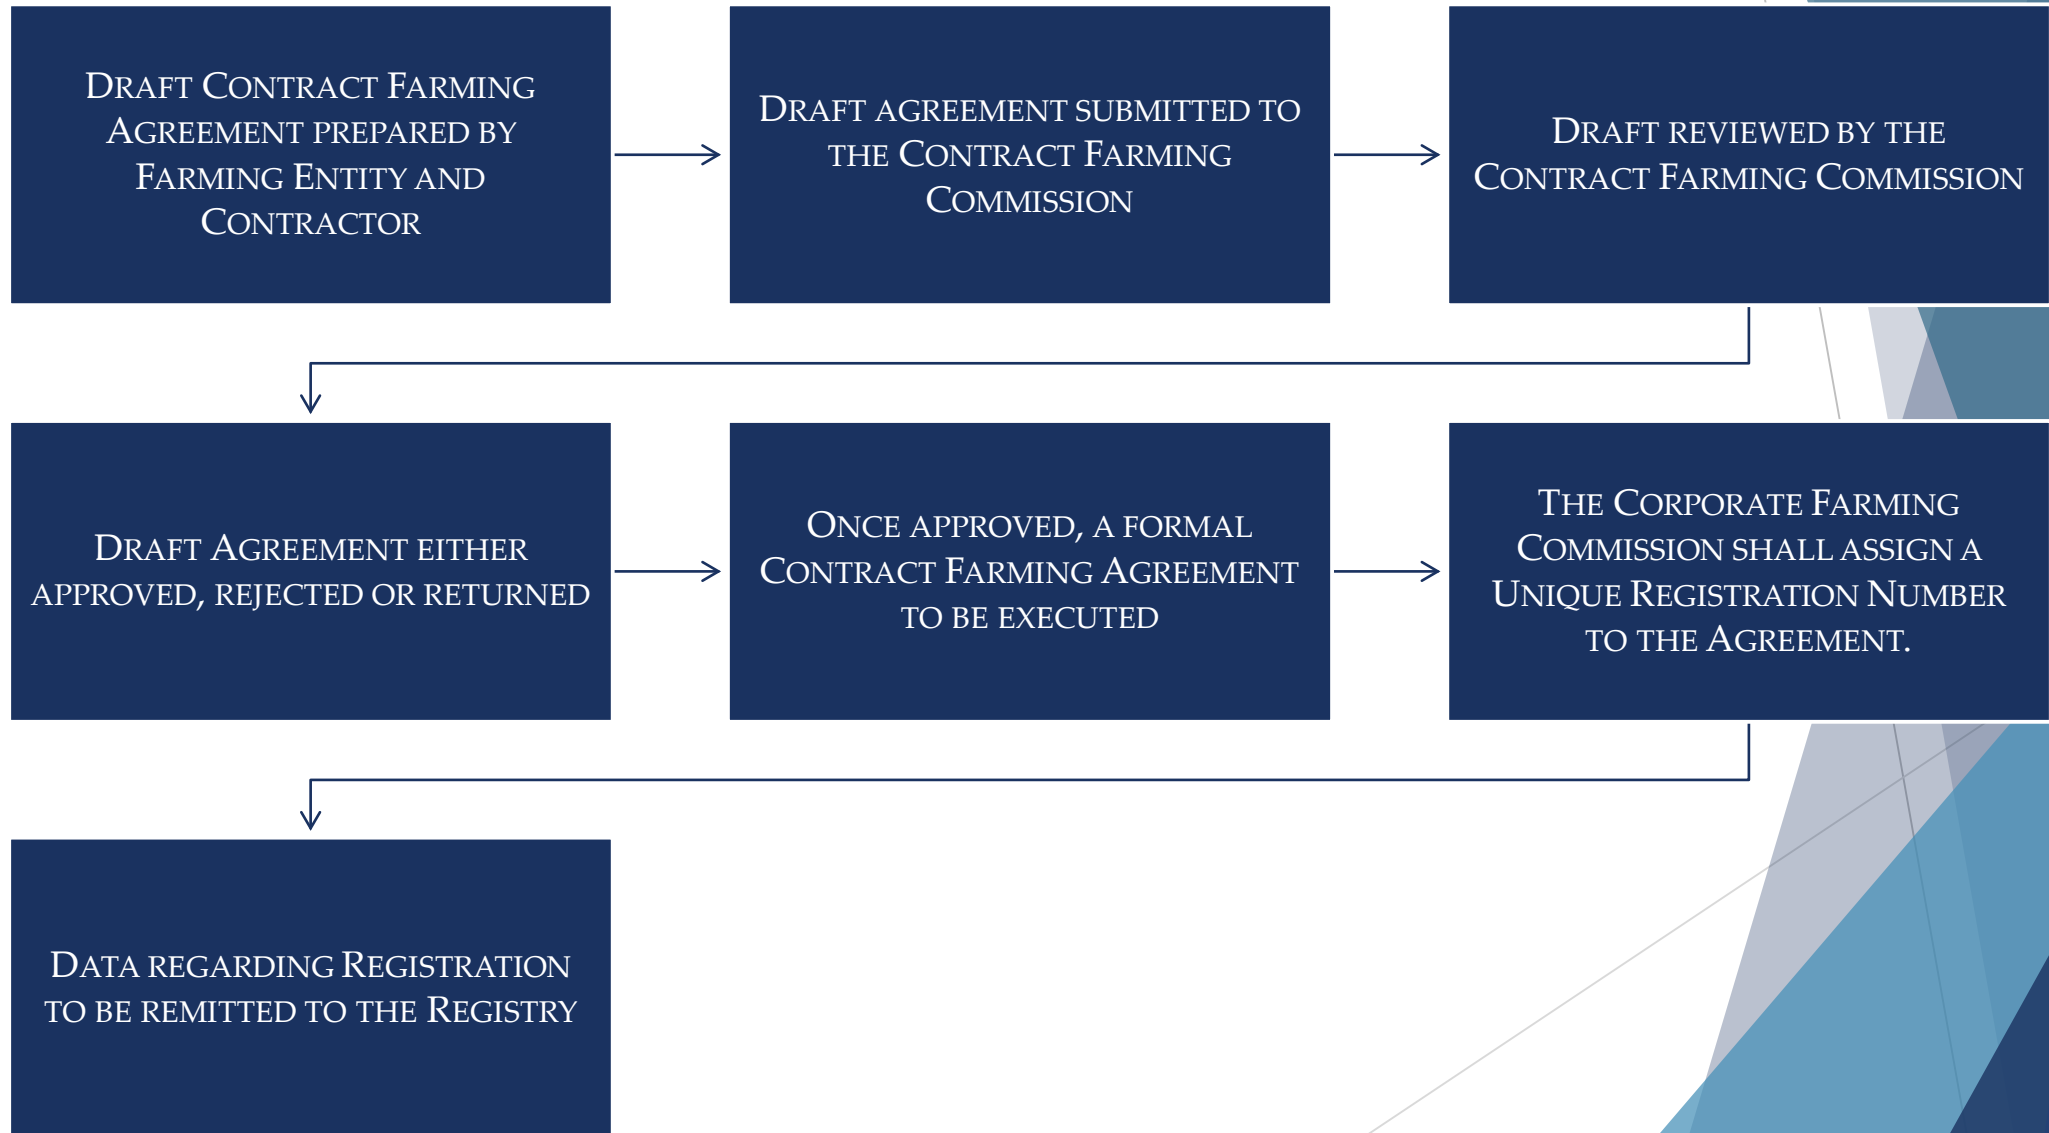 DRAFT CONTRACT FARMING
AGREEMENT PREPARED BY
FARMING ENTITY AND
CONTRACTOR
DRAFT AGREEMENT SUBMITTED TO
THE CONTRACT FARMING
COMMISSION
DRAFT REVIEWED BY THE
CONTRACT FARMING COMMISSION
DRAFT AGREEMENT EITHER
APPROVED, REJECTED OR RETURNED
ONCE APPROVED, A FORMAL
CONTRACT FARMING AGREEMENT
TO BE EXECUTED
THE CORPORATE FARMING
COMMISSION SHALL ASSIGN A
UNIQUE REGISTRATION NUMBER
TO THE AGREEMENT.
DATA REGARDING REGISTRATION
TO BE REMITTED TO THE REGISTRY